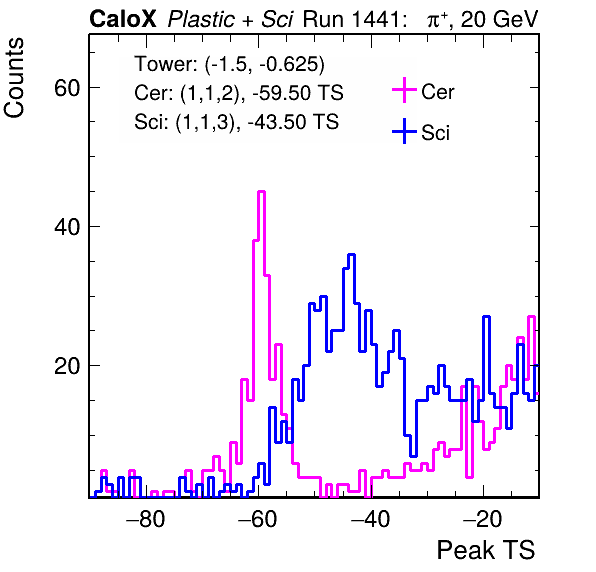 CaloX Plastic + Sci Run 1441: π⁺, 20 GeV
Tower: (-1.5, -0.625)
Cer: (1,1,2), -59.50 TS
Sci: (1,1,3), -43.50 TS
Cer
Sci
Counts
60
40
20
−80 −60 −40 −20
Peak TS